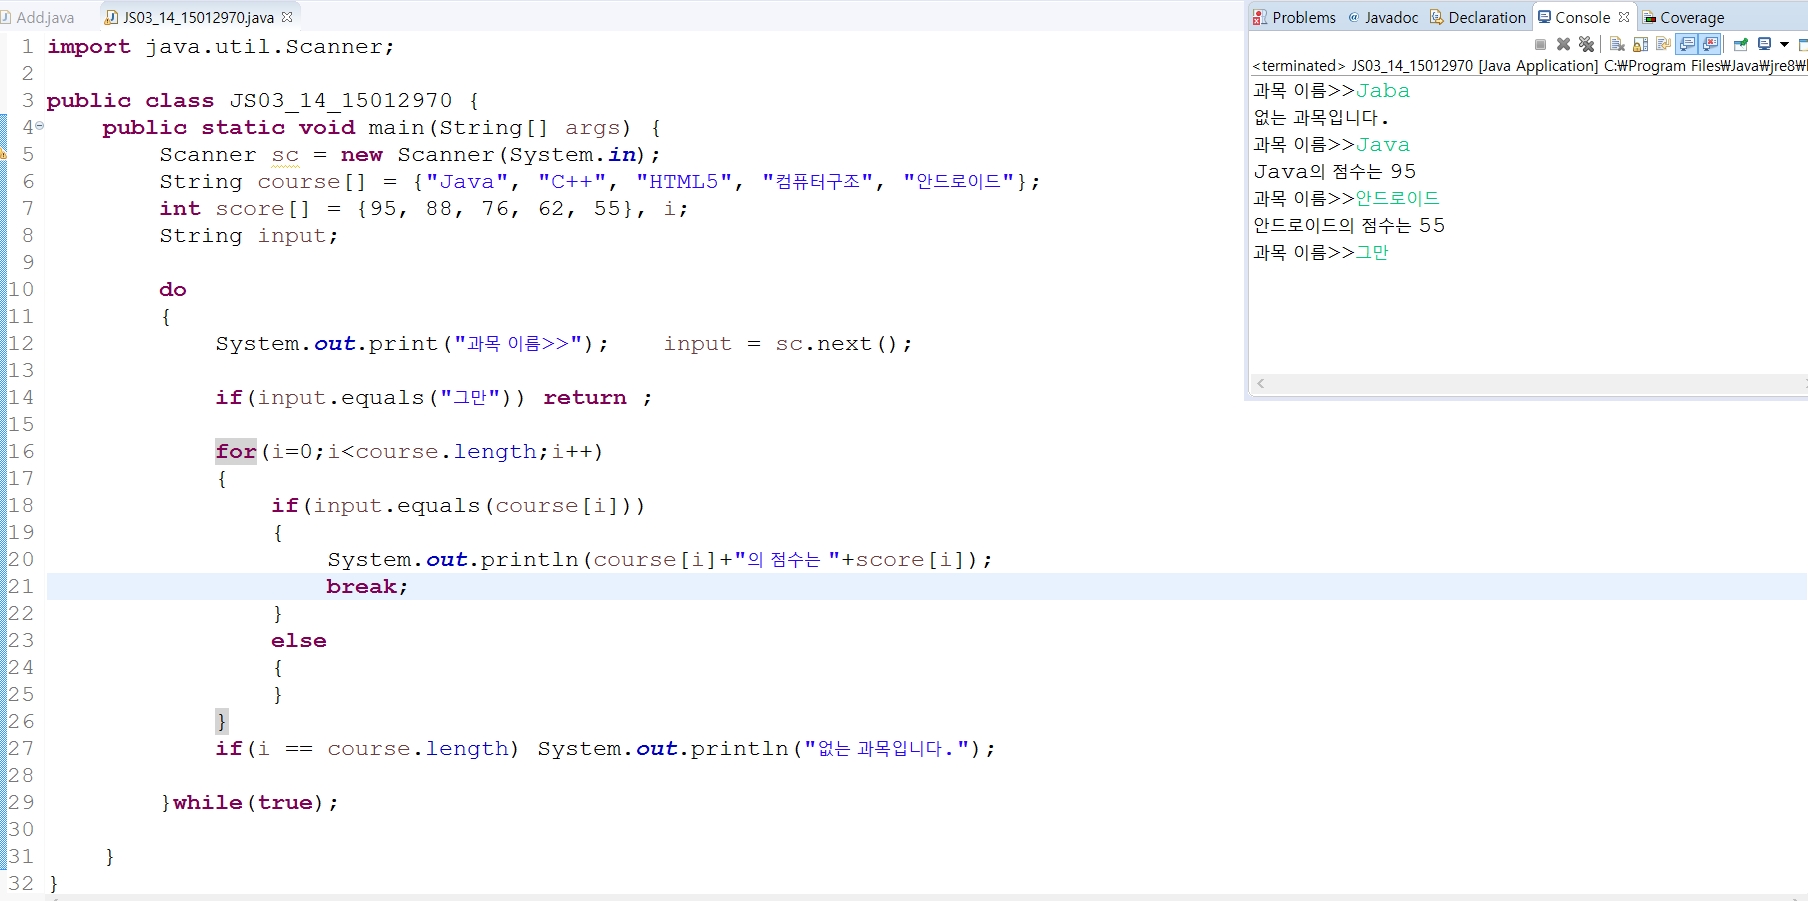 Add.java
JS03_14_15012970.java
1 import java.util.Scanner;
2
3 public class JS03_14_15012970 {
4 public static void main(String[] args) {
5 Scanner sc = new Scanner(System.in);
6 String course[] = {"Java", "C++", "HTML5", "컴퓨터구조", "안드로이드"};
7 int score[] = {95, 88, 76, 62, 55}, i;
8 String input;
9
10 do
11 {
12 System.out.print("과목 이름>>"); input = sc.next();
13
14 if(input.equals("그만")) return ;
15
16 for(i=0;i<course.length;i++)
17 {
18 if(input.equals(course[i]))
19 {
20 System.out.println(course[i]+"의 점수는 "+score[i]);
21 break;
22 }
23 else
24 {
25 }
26 }
27 if(i == course.length) System.out.println("없는 과목입니다.");
28
29 }while(true);
30
31 }
32 }
Problems @ Javadoc Declaration Console Coverage
<terminated> JS03_14_15012970 [Java Application] C:₩Program Files₩Java₩jre8₩
과목 이름>>Jaba
없는 과목입니다.
과목 이름>>Java
Java의 점수는 95
과목 이름>>안드로이드
안드로이드의 점수는 55
과목 이름>>그만